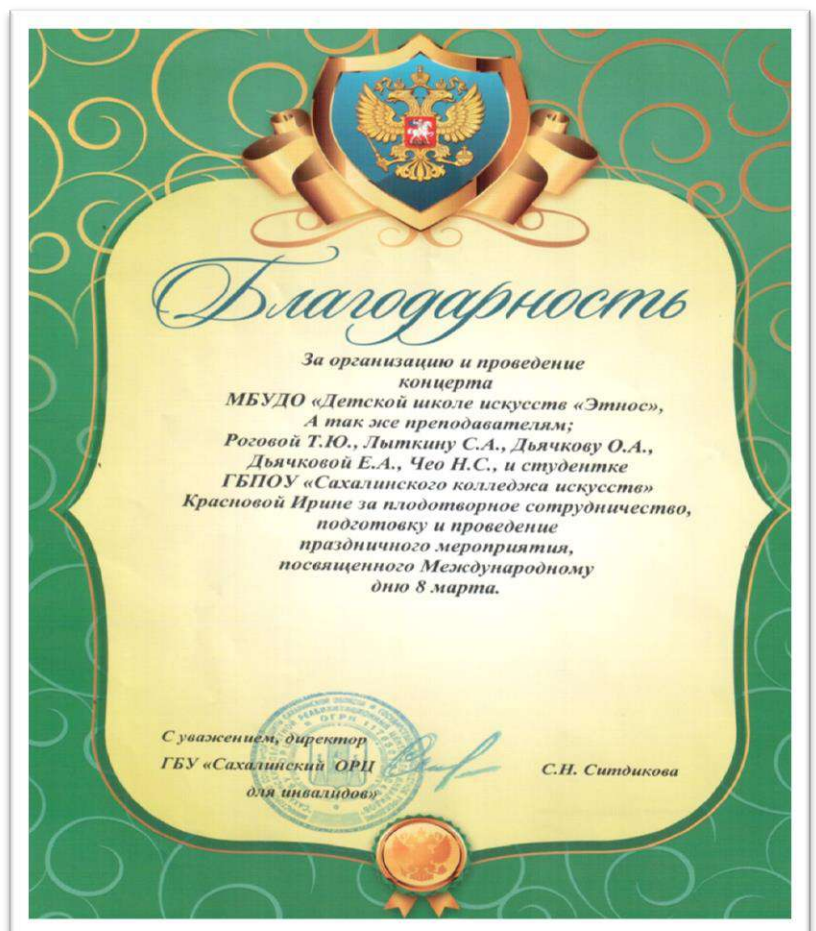 Благодарность
За организацию и проведение
концерта
МБУДО «Детской школе искусств «Этнос»,
А так же преподавателям;
Роговой Т.Ю., Лыткину С.А., Дьячкову О.А.,
Дьячковой Е.А., Чео Н.С., и студентке
ГБПОУ «Сахалинского колледжа искусств»
Красновой Ирине за плодотворное сотрудничество,
подготовку и проведение
праздничного мероприятия,
посвященного Международному
дню 8 марта.
С уважением, директор
ГБУ «Сахалинский ОРЦ
для инвалидов»
С.Н. Ситдикова